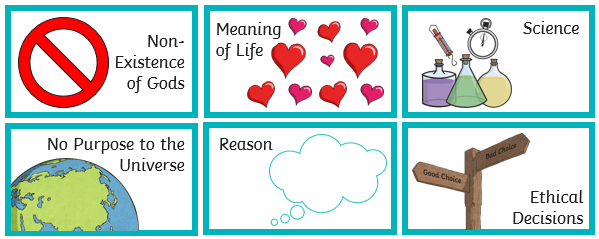 Non-
Existence
of Gods
Meaning
of Life
Science
No Purpose to the
Universe
Reason
Bad Choice
Good Choice
Ethical
Decisions